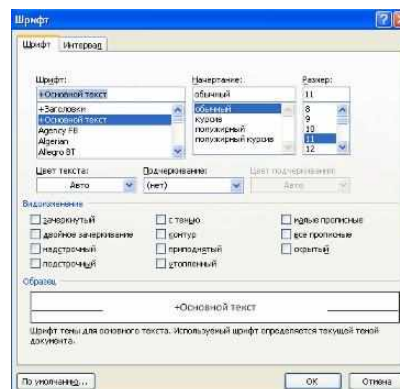 Шрифт
Шрифт Интервал
Шрифт: Начертание: Размер:
+Основной текст обычный 11
+Заголовки обычный 8
+Основной текст курсив 9
Agency FB полужирный 10
Algerian полужирный курсив 11
Allegro BT 12
Цвет текста: Подчеркивание: Цвет подчеркивания:
Авто (нет) Авто
Видоизменение
зачеркнутый с тенью малые прописные
двойное зачеркивание контур все прописные
надстрочный приподнятый скрытый
подстрочный утопленный
Образец
+Основной текст
Шрифт темы для основного текста. Используемый шрифт определяется текущей темой
документа.
По умолчанию... ОК Отмена